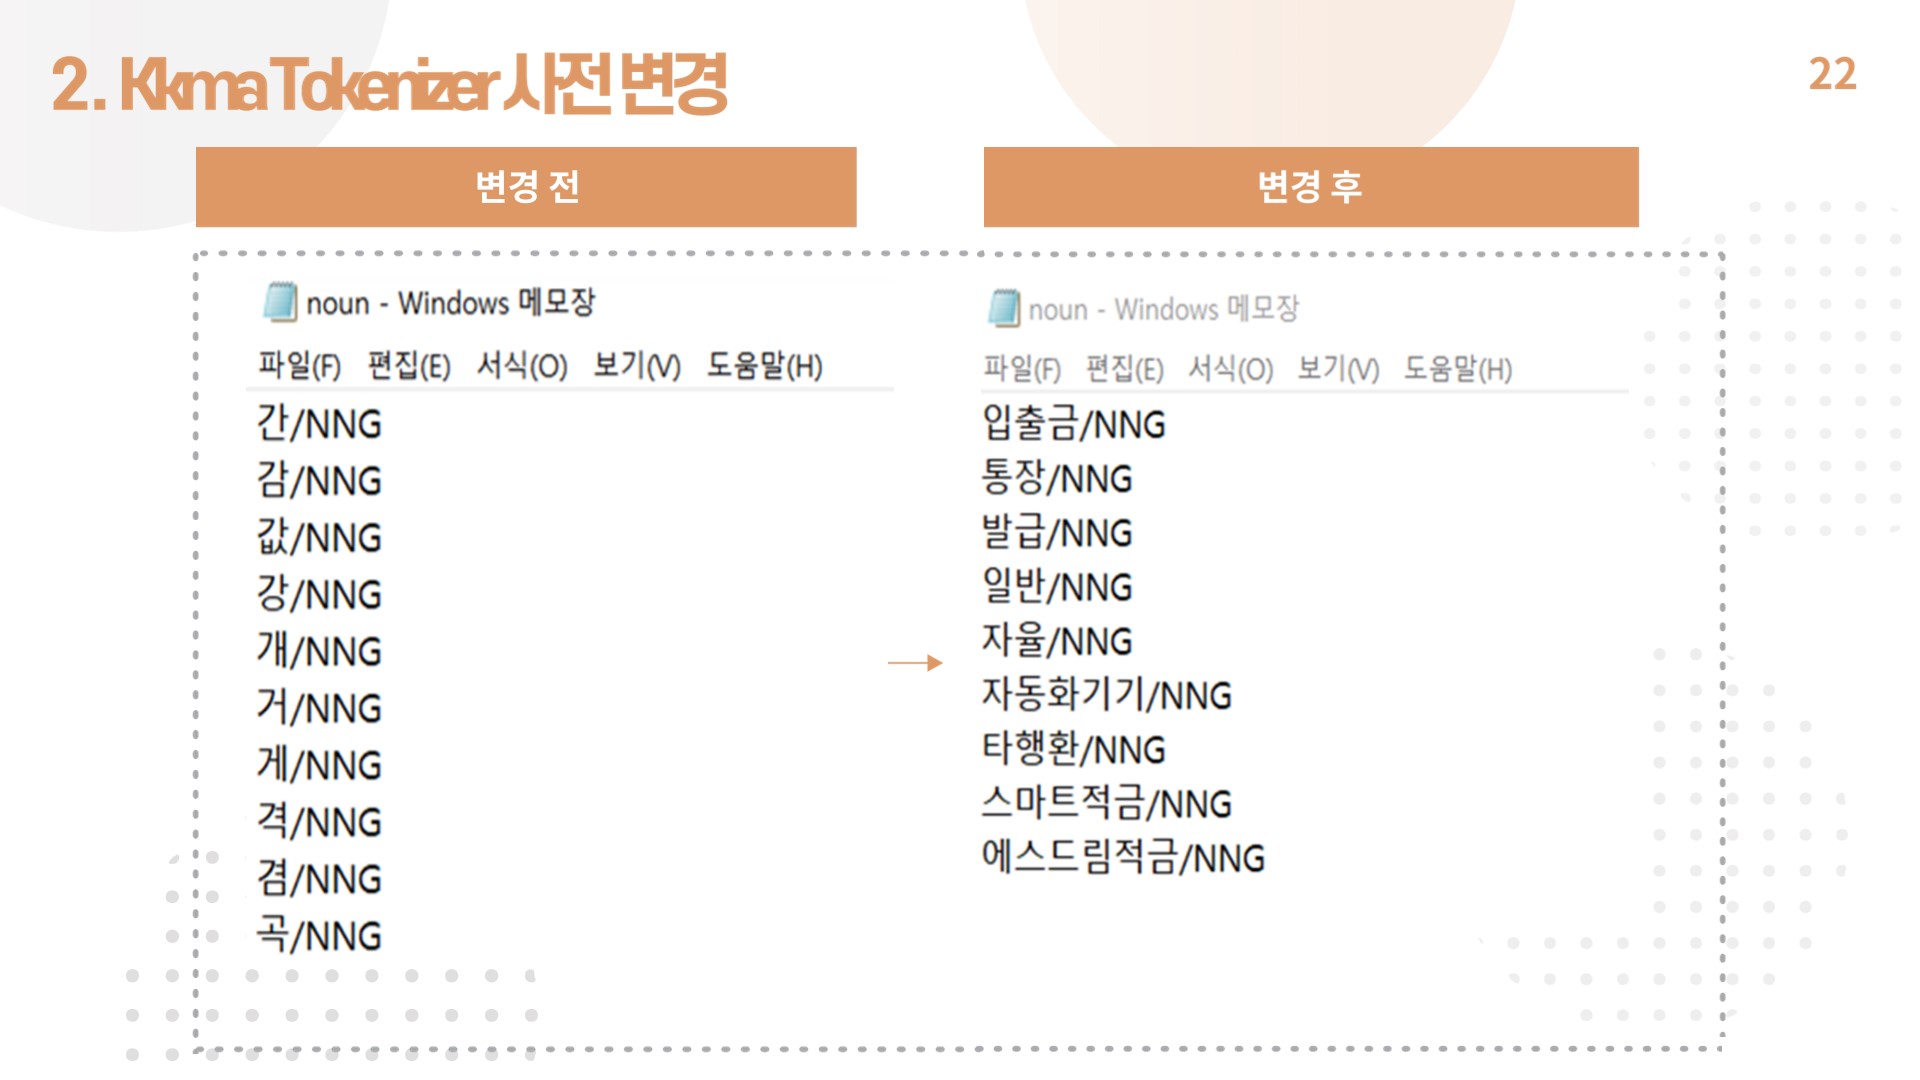 2. Kkma Tokenizer 사전 변경
22
변경 전
noun - Windows 메모장
파일(F) 편집(E) 서식(O) 보기(V) 도움말(H)
간/NNG
감/NNG
값/NNG
강/NNG
개/NNG
거/NNG
게/NNG
격/NNG
겸/NNG
곡/NNG
변경 후
noun - Windows 메모장
파일(F) 편집(E) 서식(O) 보기(V) 도움말(H)
입출금/NNG
통장/NNG
발급/NNG
일반/NNG
자율/NNG
자동화기기/NNG
타행환/NNG
스마트적금/NNG
에스드림적금/NNG